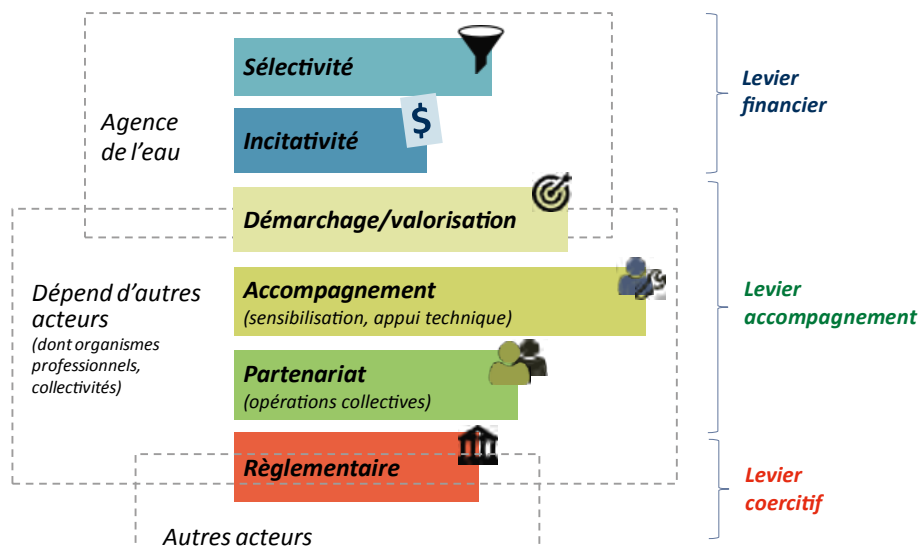 Sélectivité
$
Incitativité
Agence
de l’eau
Levier
financier
Démarchage/valorisation
Accompagnement
(sensibilisation, appui technique)
Dépend d’autres
acteurs
(dont organismes
professionnels,
collectivités)
Partenariat
(opérations collectives)
Levier
accompagnement
Règlementaire
Levier
coercitif
Autres acteurs